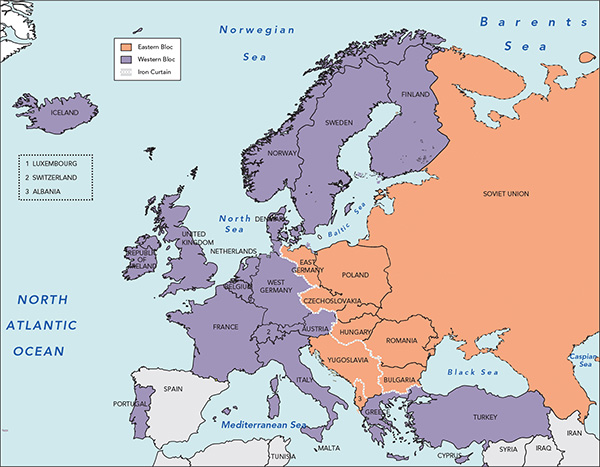 Norwegian
Sea
Barents
Sea
Eastern Bloc
Western Bloc
Iron Curtain
ICELAND
FINLAND
SWEDEN
NORWAY
1 LUXEMBOURG
2 SWITZERLAND
3 ALBANIA
SOVIET UNION
North
Sea
DENMARK
Baltic Sea
UNITED
KINGDOM
REPUBLIC
OF
IRELAND
NETHERLANDS
EAST
GERMANY
POLAND
BELGIUM
WEST
GERMANY
CZECHOSLOVAKIA
NORTH
ATLANTIC
OCEAN
FRANCE
2
AUSTRIA
HUNGARY
ROMANIA
YUGOSLAVIA
Caspian
Sea
Black Sea
BULGARIA
ITALY
SPAIN
PORTUGAL
3
GREECE
TURKEY
Mediterranean Sea
MALTA
TUNISIA
CYPRUS
SYRIA
IRAQ
IRAN